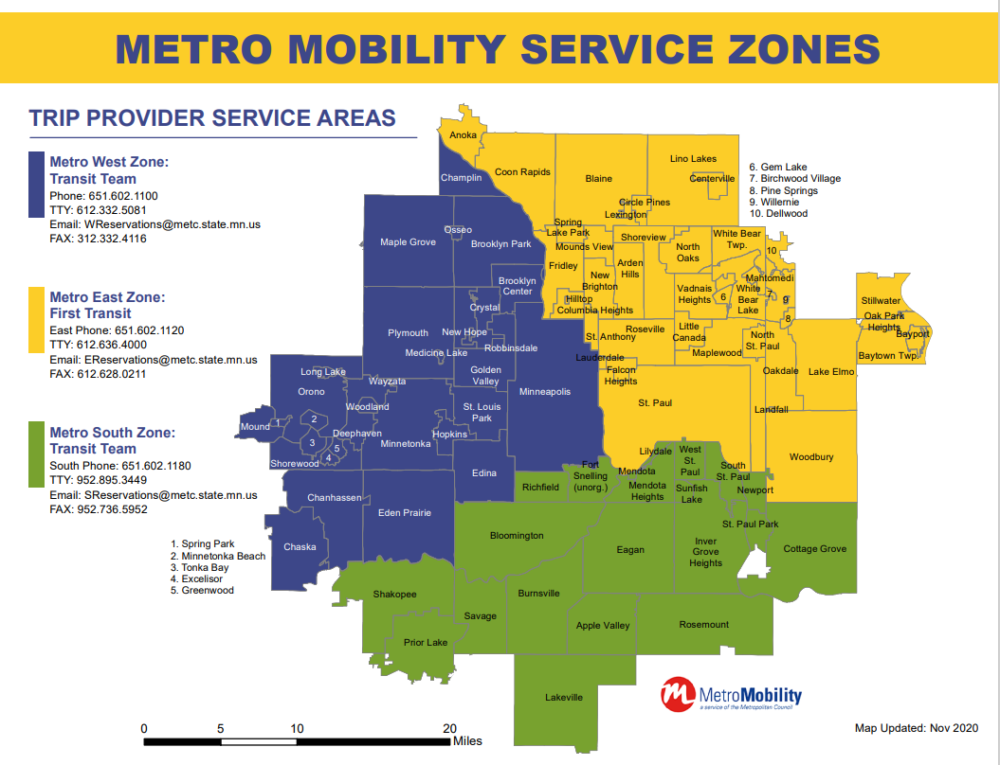 METRO MOBILITY SERVICE ZONES
TRIP PROVIDER SERVICE AREAS
Metro West Zone:
Transit Team
Phone: 651.602.1100
TTY: 612.332.5081
Email: WReservations@metc.state.mn.us
FAX: 312.332.4116
Metro East Zone:
First Transit
East Phone: 651.602.1120
TTY: 612.636.4000
Email: EReservations@metc.state.mn.us
FAX: 612.628.0211
Metro South Zone:
Transit Team
South Phone: 651.602.1180
TTY: 952.895.3449
Email: SReservations@metc.state.mn.us
FAX: 952.736.5952
1. Spring Park
2. Minnetonka Beach
3. Tonka Bay
4. Excelisor
5. Greenwood
6. Gem Lake
7. Birchwood Village
8. Pine Springs
9. Willernie
10. Dellwood
Anoka
Champlin
Coon Rapids
Blaine
Lino Lakes
Centerville
Circle Pines
Lexington
Osseo
Maple Grove
Brooklyn Park
Spring
Lake Park
Mounds View
Shoreview
North
Oaks
White Bear
Twp.
10
Fridley
Arden
Hills
New
Brighton
Brooklyn
Center
Hilltop
Columbia Heights
Vadnais
Heights
6
White
Bear
Lake
Mahtomedi
7
9
8
Stillwater
Oak Park
Heights
Bayport
Baytown Twp.
Crystal
New Hope
Plymouth
Medicine Lake
Robbinsdale
St. Anthony
Roseville
Little
Canada
Maplewood
North
St. Paul
Lauderdale
Falcon
Heights
Oakdale
Lake Elmo
Long Lake
Orono
Wayzata
Golden
Valley
Minneapolis
St. Paul
Landfall
Woodland
St. Louis
Park
Mound
1
2
3
4
5
Deephaven
Minnetonka
Hopkins
Shorewood
Edina
Woodbury
Lilydale
West
St.
Paul
South
St. Paul
Fort
Snelling
(unorg.)
Mendota
Mendota
Heights
Sunfish
Lake
Newport
Richfield
Chanhassen
Eden Prairie
Chaska
St. Paul Park
Bloomington
Eagan
Inver
Grove
Heights
Cottage Grove
Shakopee
Savage
Burnsville
Apple Valley
Rosemount
Prior Lake
Lakeville
m MetroMobility
a service of the Metropolitan Council
0 5 10 20
Miles
Map Updated: Nov 2020